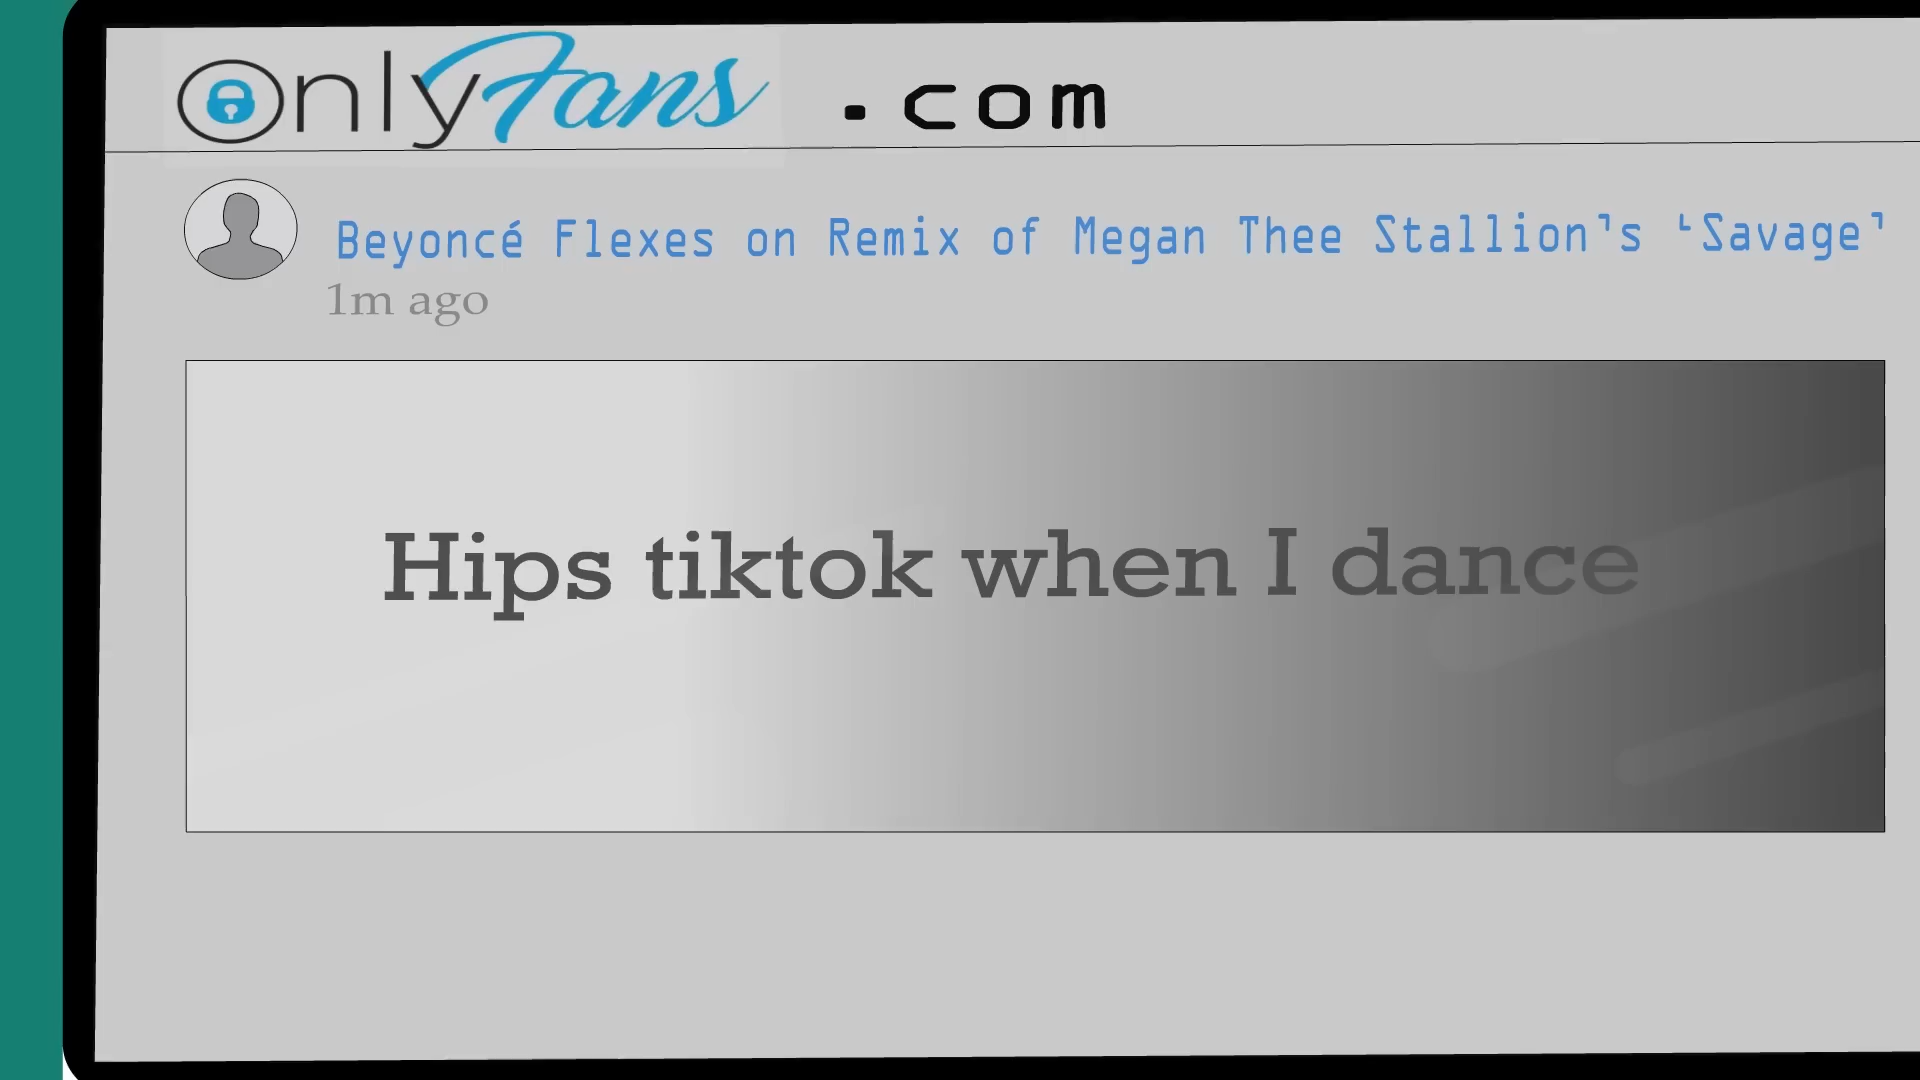 OnlyFans .com
Beyoncé Flexes on Remix of Megan Thee Stallion's ‘Savage’
1m ago
Hips tiktok when I dance